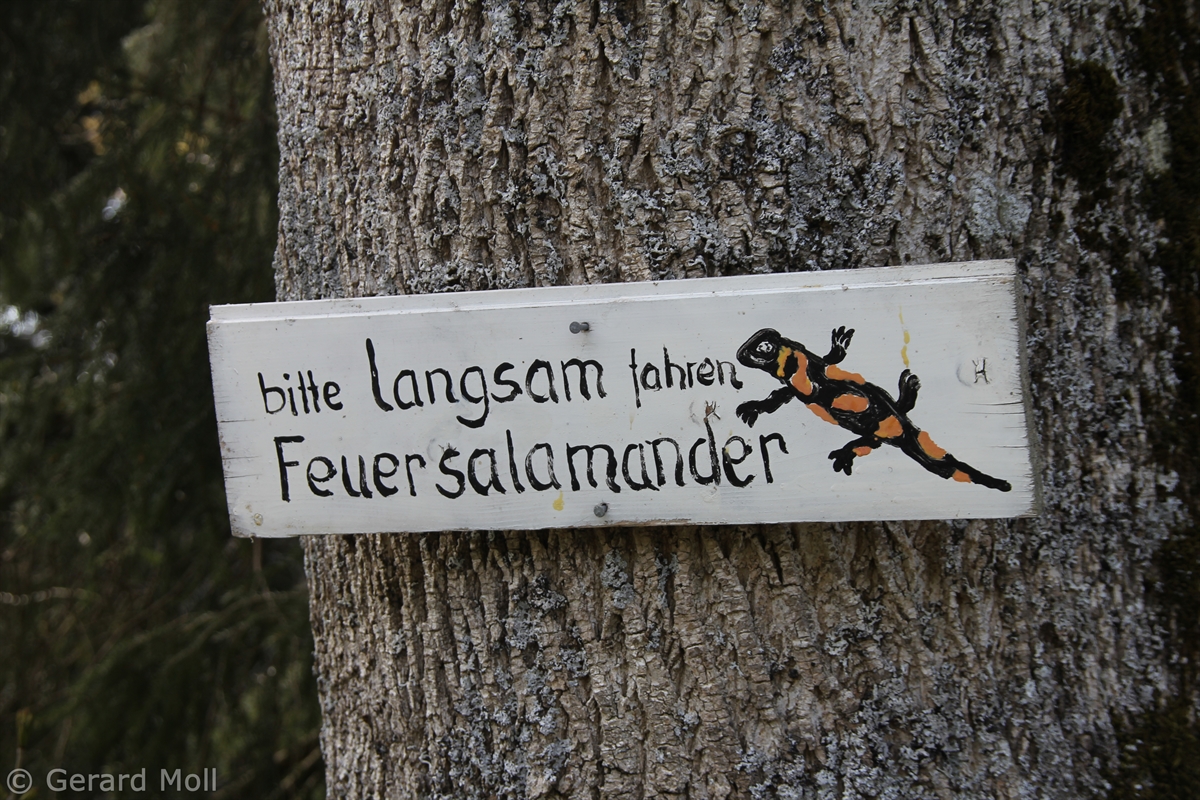 bitte langsam fahren
Feuersalamander
© Gerard Moll